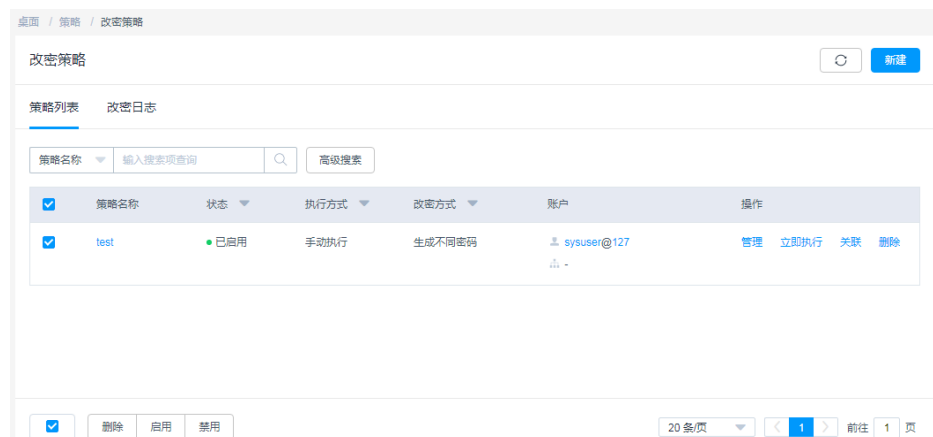 桌面 / 策略 / 改密策略
改密策略
新建
策略列表 改密日志
策略名称 输入搜索项查询 高级搜索
策略名称 状态 执行方式 改密方式 账户 操作
test 已启用 手动执行 生成不同密码 sysuser@127 管理 立即执行 关联 删除
-
删除 启用 禁用 20 条/页 1 前往 1 页